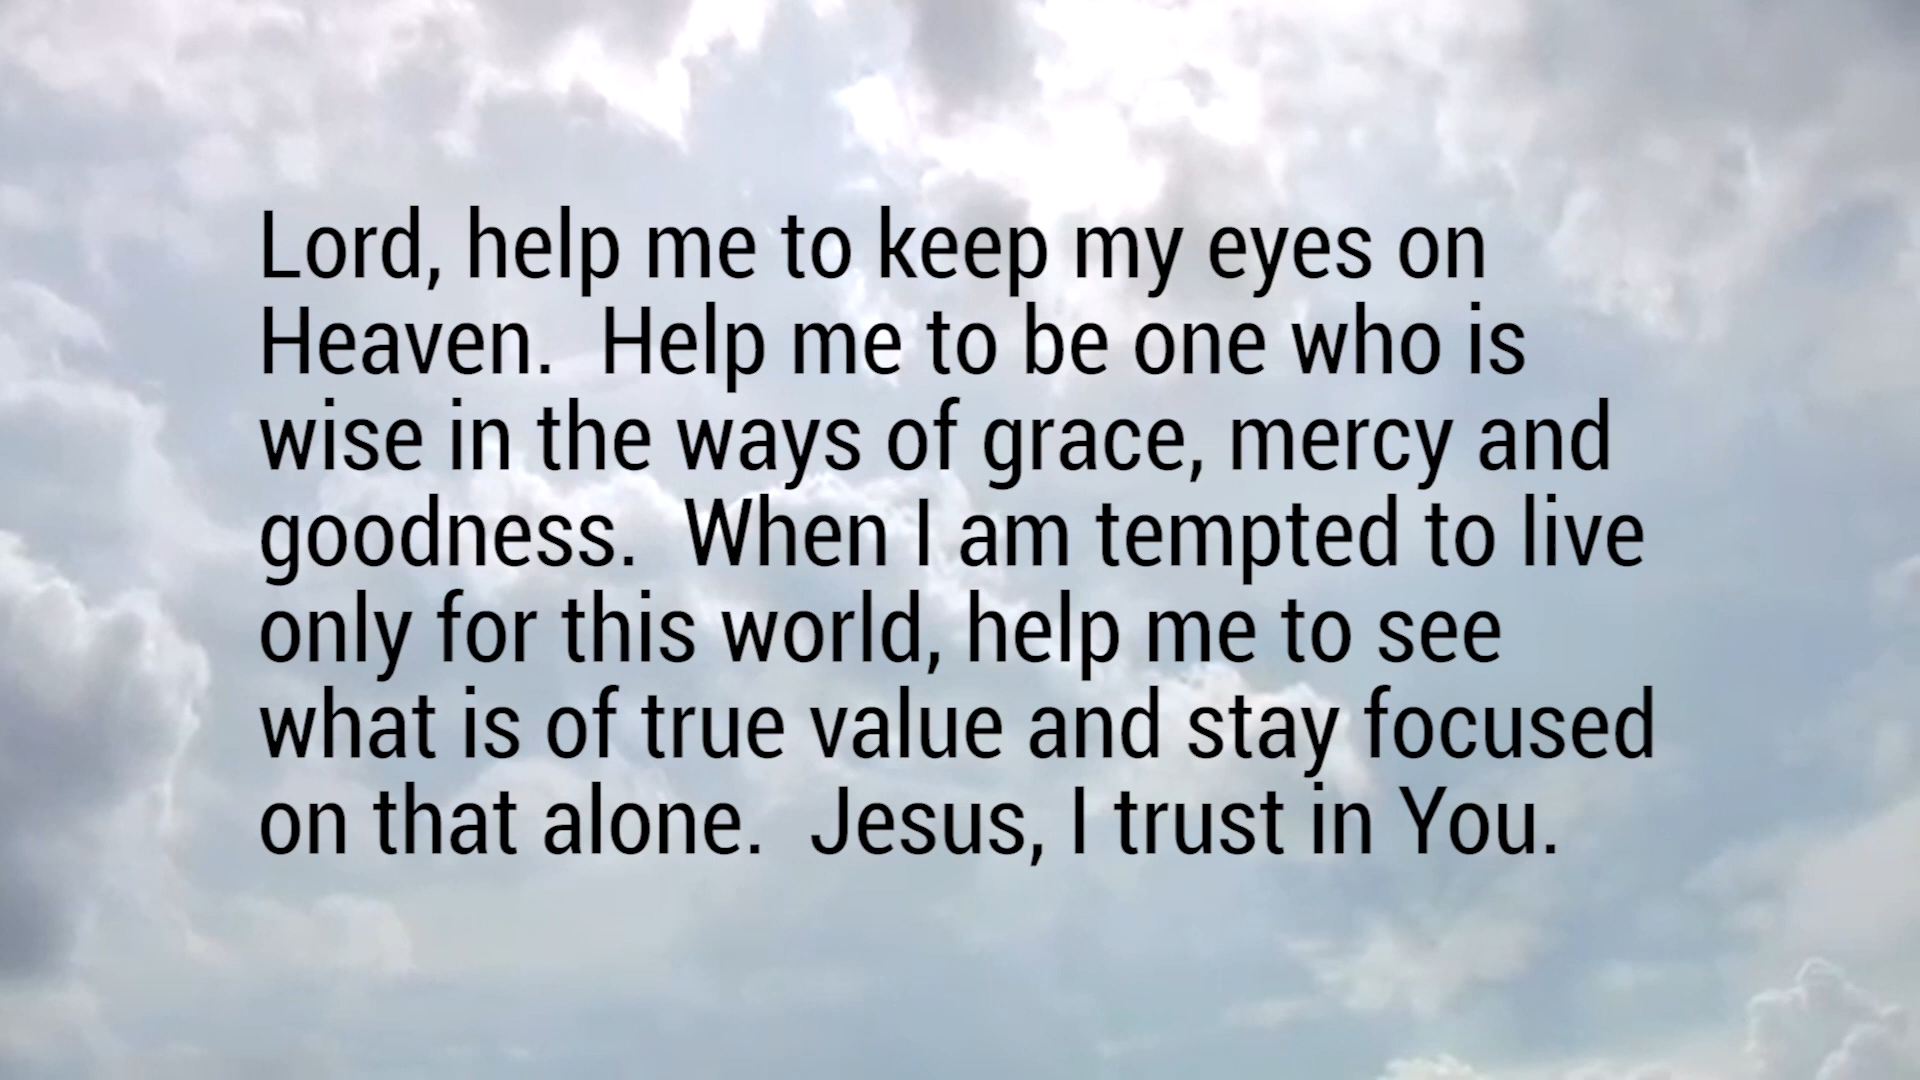 Lord, help me to keep my eyes on
Heaven.  Help me to be one who is
wise in the ways of grace, mercy and
goodness.  When I am tempted to live
only for this world, help me to see
what is of true value and stay focused
on that alone.  Jesus, I trust in You.